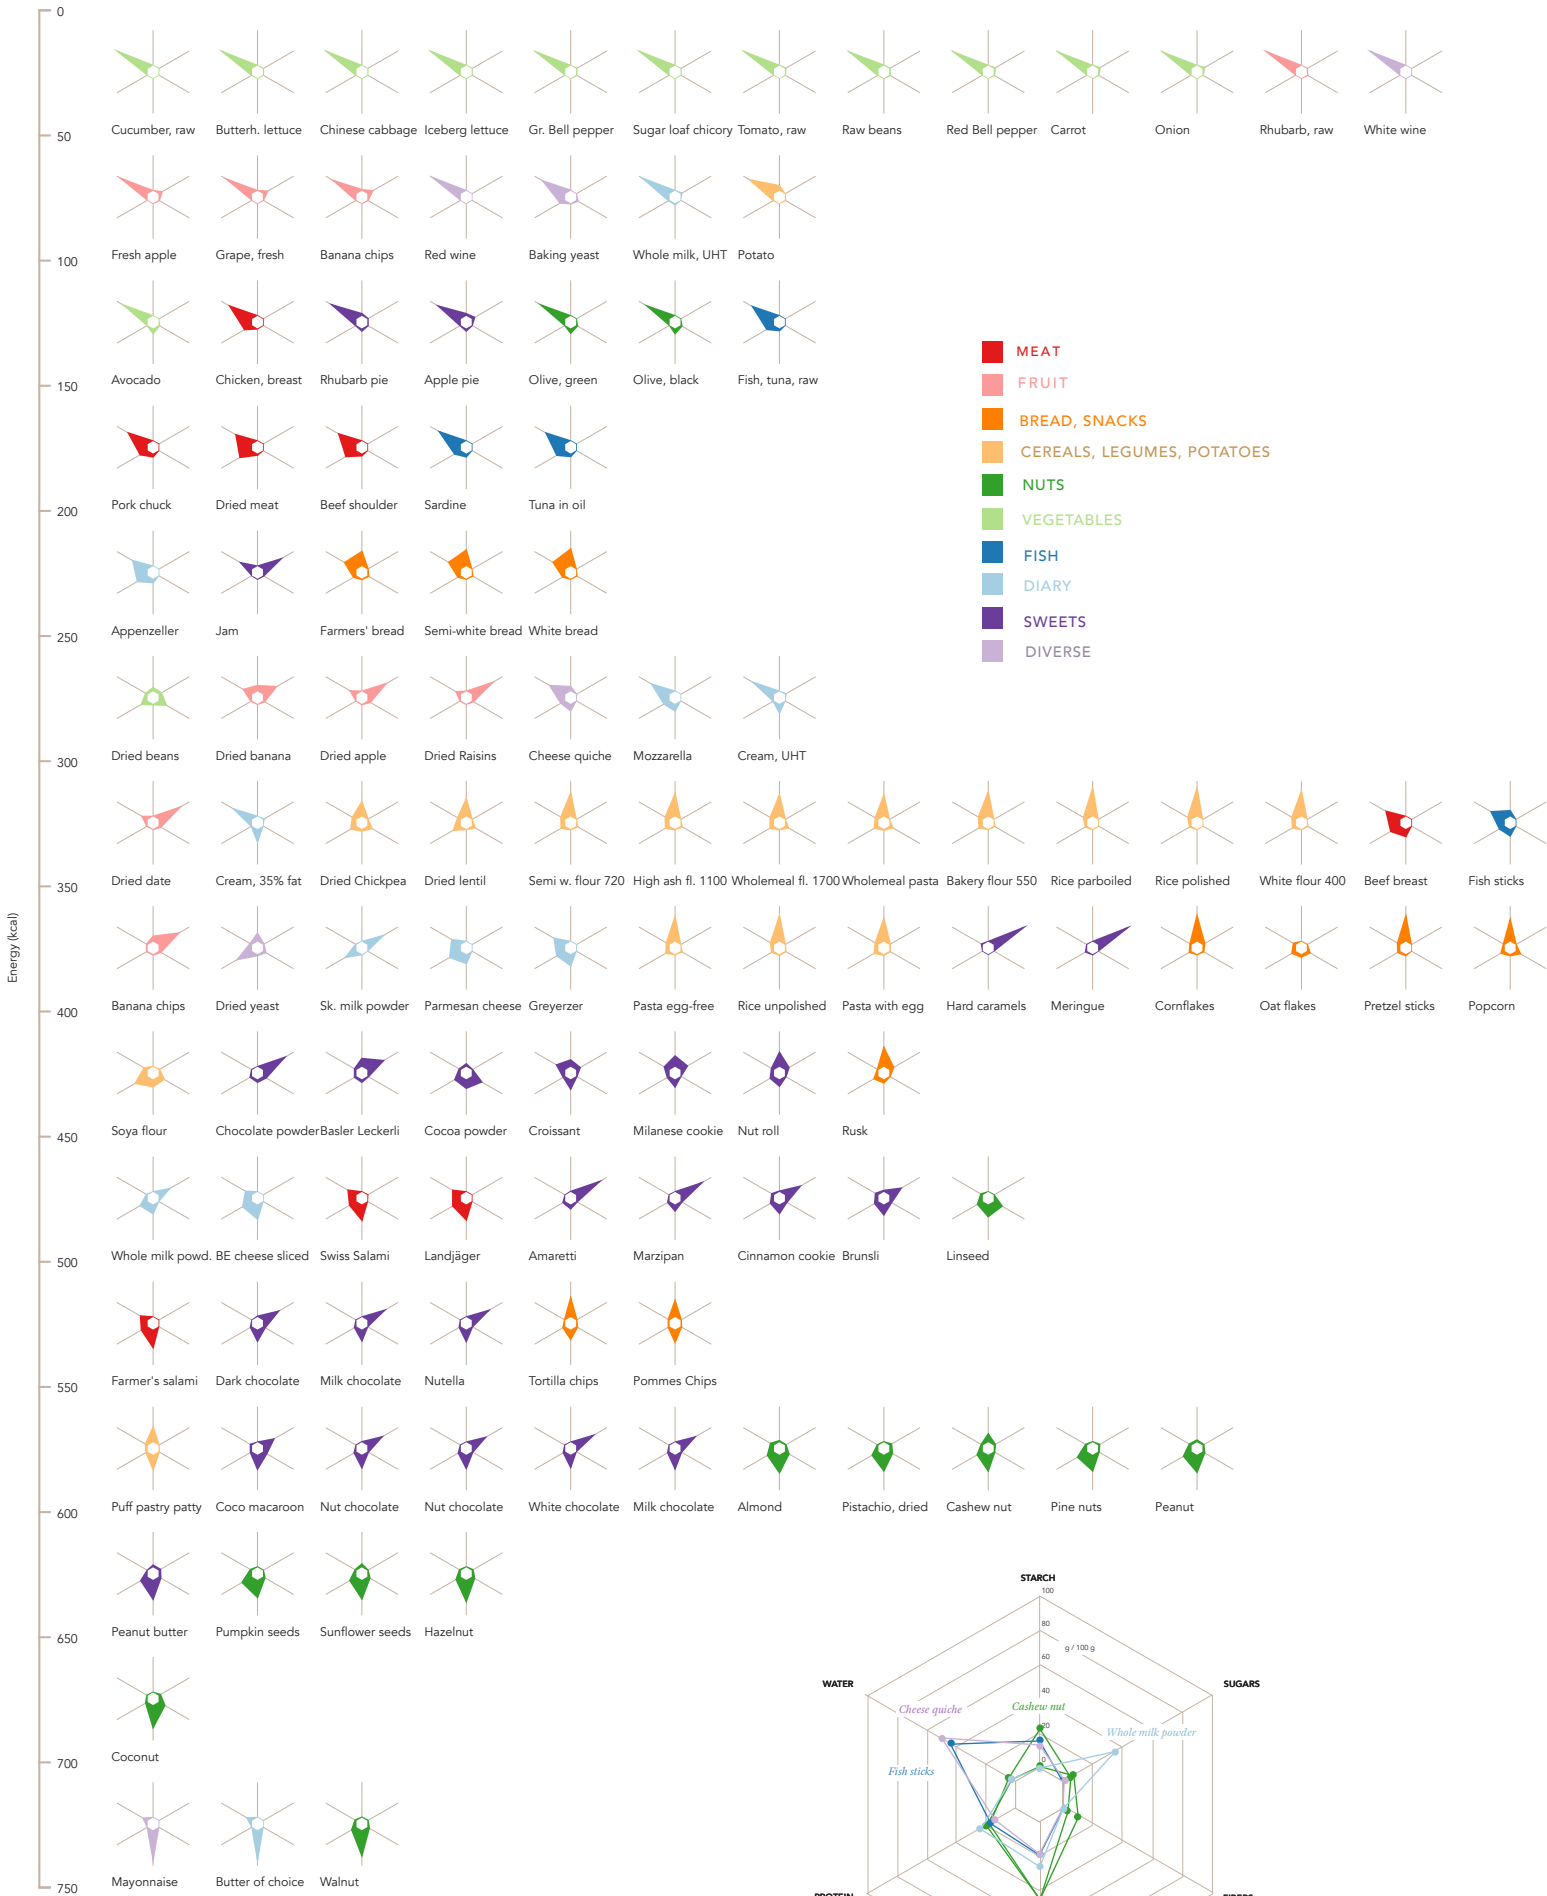 0
Cucumber, raw Butterh. lettuce Chinese cabbage Iceberg lettuce Gr. Bell pepper Sugar loaf chicory Tomato, raw Raw beans Red Bell pepper Carrot Onion Rhubarb, raw White wine
50
Fresh apple Grape, fresh Banana chips Red wine Baking yeast Whole milk, UHT Potato
100
Avocado Chicken, breast Rhubarb pie Apple pie Olive, green Olive, black Fish, tuna, raw
150
MEAT
FRUIT
BREAD, SNACKS
CEREALS, LEGUMES, POTATOES
NUTS
VEGETABLES
FISH
DIARY
SWEETS
DIVERSE
Pork chuck Dried meat Beef shoulder Sardine Tuna in oil
200
Appenzeller Jam Farmers' bread Semi-white bread White bread
250
Dried beans Dried banana Dried apple Dried Raisins Cheese quiche Mozzarella Cream, UHT
300
Dried date Cream, 35% fat Dried Chickpea Dried lentil Semi w. flour 720 High ash fl. 1100 Wholemeal fl. 1700 Wholemeal pasta Bakery flour 550 Rice parboiled Rice polished White flour 400 Beef breast Fish sticks
350
Energy (kcal)
Banana chips Dried yeast Sk. milk powder Parmesan cheese Greyerzer Pasta egg-free Rice unpolished Pasta with egg Hard caramels Meringue Cornflakes Oat flakes Pretzel sticks Popcorn
400
Soya flour Chocolate powder Basler Leckerli Cocoa powder Croissant Milanese cookie Nut roll Rusk
450
Whole milk powd. BE cheese sliced Swiss Salami Landjäger Amaretti Marzipan Cinnamon cookie Brunsli Linseed
500
Farmer's salami Dark chocolate Milk chocolate Nutella Tortilla chips Pommes Chips
550
Puff pastry patty Coco macaroon Nut chocolate Nut chocolate White chocolate Milk chocolate Almond Pistachio, dried Cashew nut Pine nuts Peanut
600
Peanut butter Pumpkin seeds Sunflower seeds Hazelnut
650
Coconut
700
Mayonnaise Butter of choice Walnut
750
STARCH
100
80
g / 100 g
60
WATER
SUGARS
40
Cheese quiche
Cashew nut
20
Whole milk powder
0
Fish sticks
PROTEIN
FIBERS